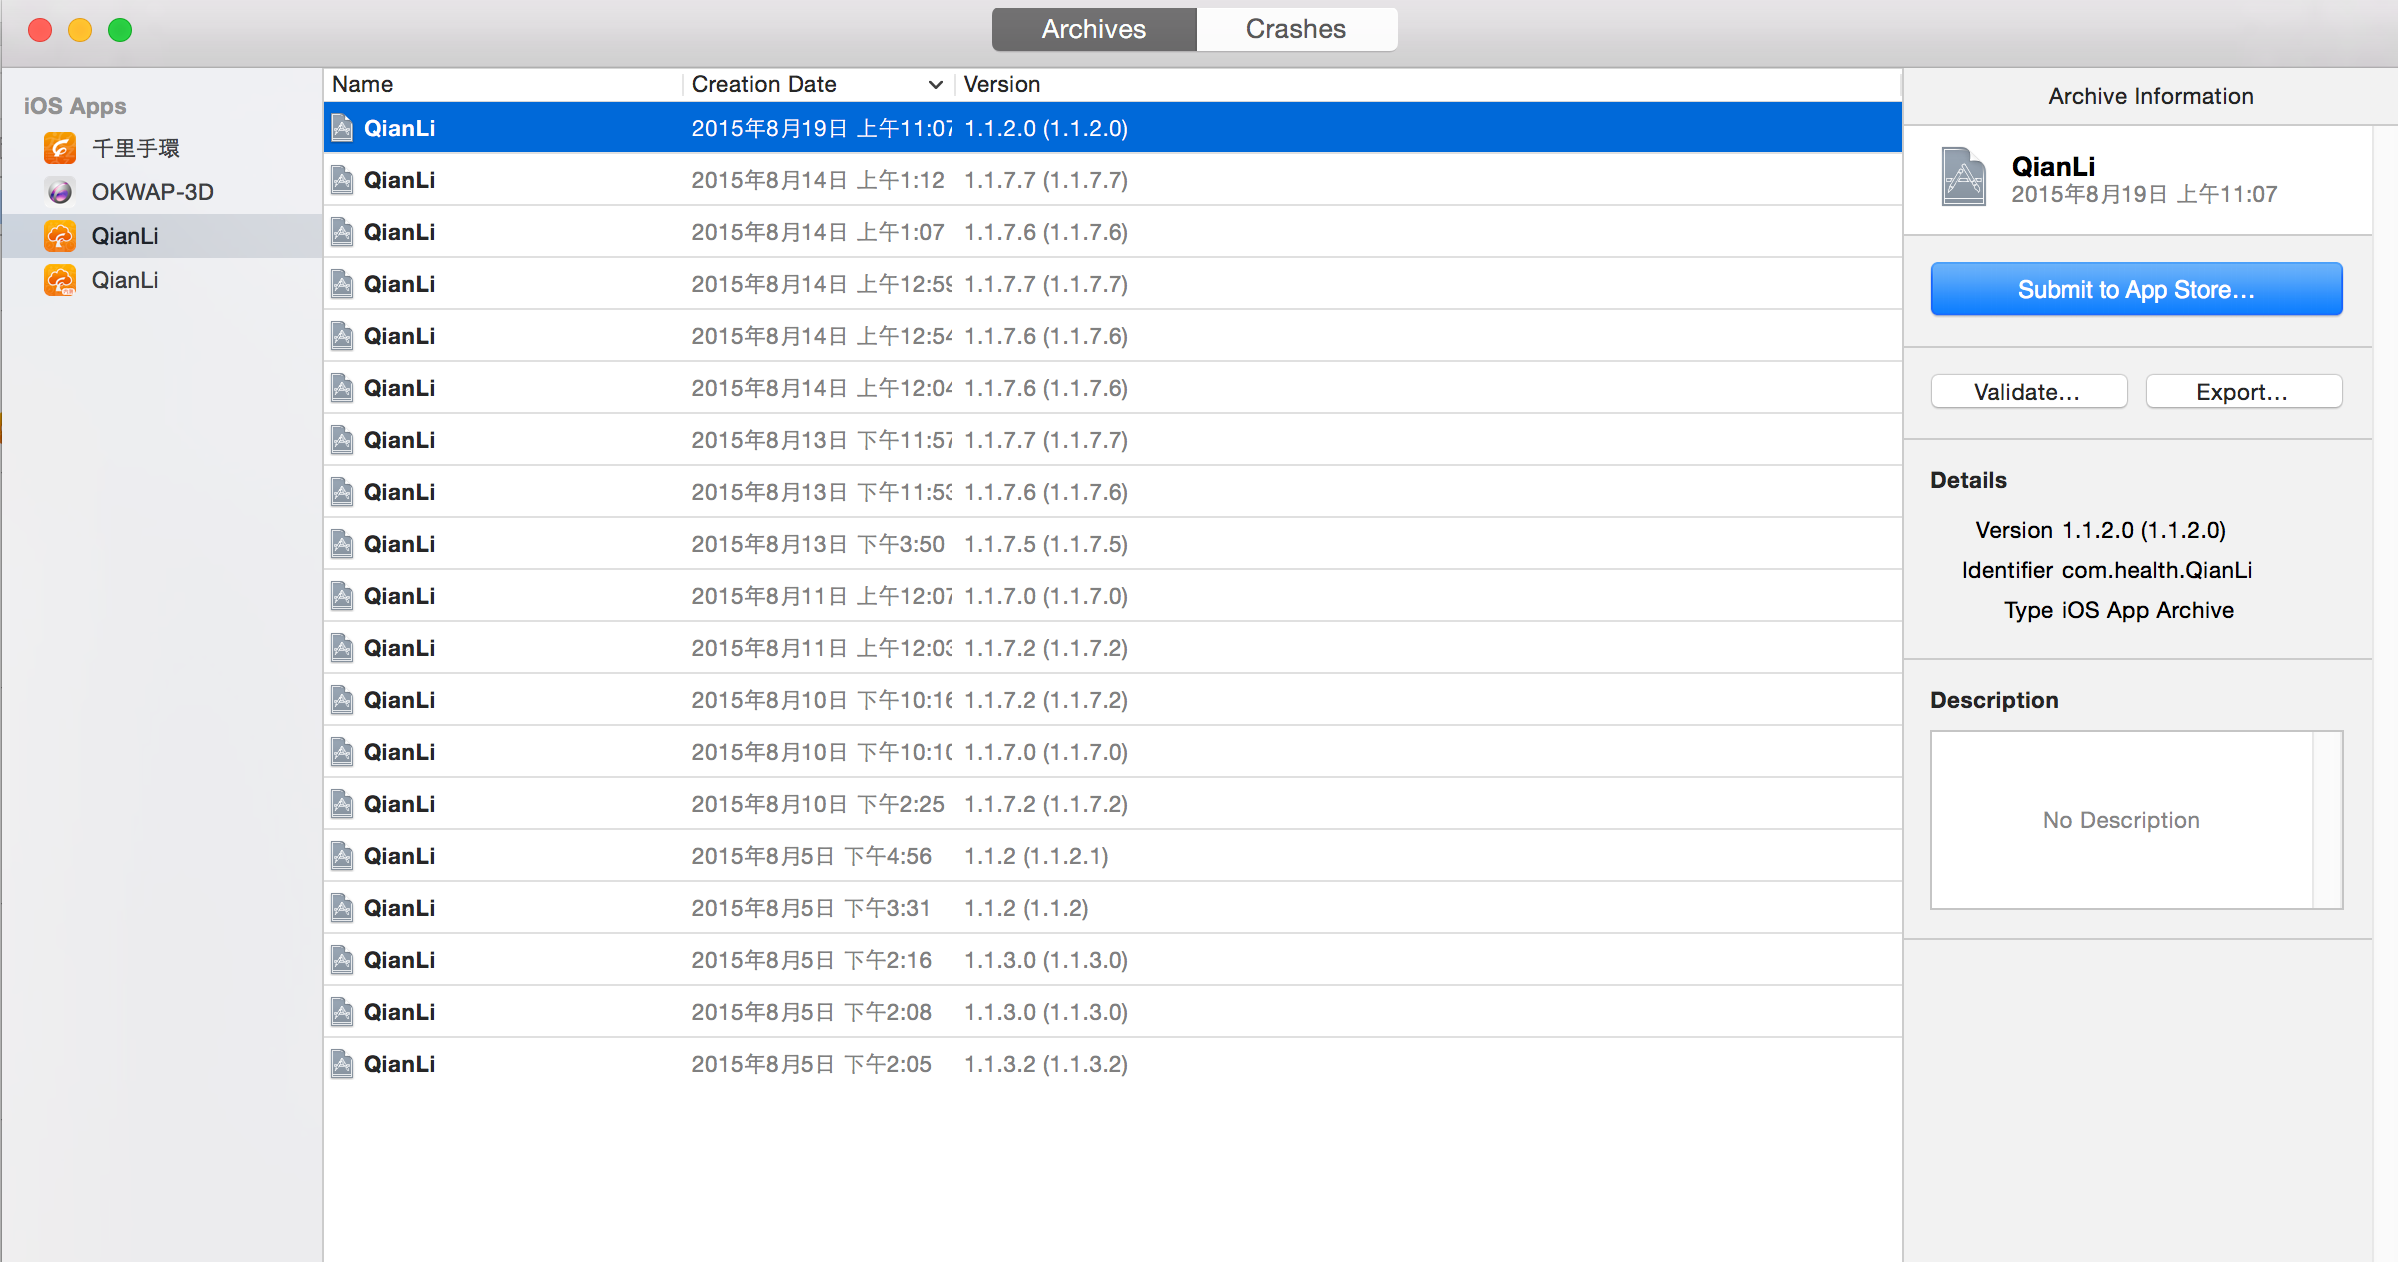 Archives Crashes
iOS Apps
千里手環
OKWAP-3D
QianLi
QianLi
Name Creation Date Version
QianLi 2015年8月19日 上午11:07 1.1.2.0 (1.1.2.0)
QianLi 2015年8月14日 上午1:12 1.1.7.7 (1.1.7.7)
QianLi 2015年8月14日 上午1:07 1.1.7.6 (1.1.7.6)
QianLi 2015年8月14日 上午12:59 1.1.7.7 (1.1.7.7)
QianLi 2015年8月14日 上午12:54 1.1.7.6 (1.1.7.6)
QianLi 2015年8月14日 上午12:04 1.1.7.6 (1.1.7.6)
QianLi 2015年8月13日 下午11:57 1.1.7.7 (1.1.7.7)
QianLi 2015年8月13日 下午11:53 1.1.7.6 (1.1.7.6)
QianLi 2015年8月13日 下午3:50 1.1.7.5 (1.1.7.5)
QianLi 2015年8月11日 上午12:07 1.1.7.0 (1.1.7.0)
QianLi 2015年8月11日 上午12:03 1.1.7.2 (1.1.7.2)
QianLi 2015年8月10日 下午10:16 1.1.7.2 (1.1.7.2)
QianLi 2015年8月10日 下午10:10 1.1.7.0 (1.1.7.0)
QianLi 2015年8月10日 下午2:25 1.1.7.2 (1.1.7.2)
QianLi 2015年8月5日 下午4:56 1.1.2 (1.1.2.1)
QianLi 2015年8月5日 下午3:31 1.1.2 (1.1.2)
QianLi 2015年8月5日 下午2:16 1.1.3.0 (1.1.3.0)
QianLi 2015年8月5日 下午2:08 1.1.3.0 (1.1.3.0)
QianLi 2015年8月5日 下午2:05 1.1.3.2 (1.1.3.2)
Archive Information
QianLi
2015年8月19日 上午11:07
Submit to App Store...
Validate... Export...
Details
Version 1.1.2.0 (1.1.2.0)
Identifier com.health.QianLi
Type iOS App Archive
Description
No Description